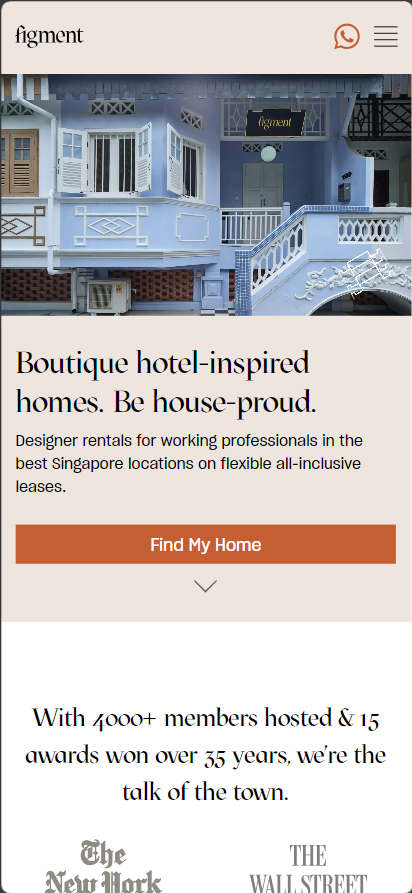 figment
figment
Boutique hotel-inspired
homes. Be house-proud.
Designer rentals for working professionals in the
best Singapore locations on flexible all-inclusive
leases.
Find My Home
With 4000+ members hosted & 15
awards won over 35 years, we're the
talk of the town.
The
New York
THE
WALL STREET